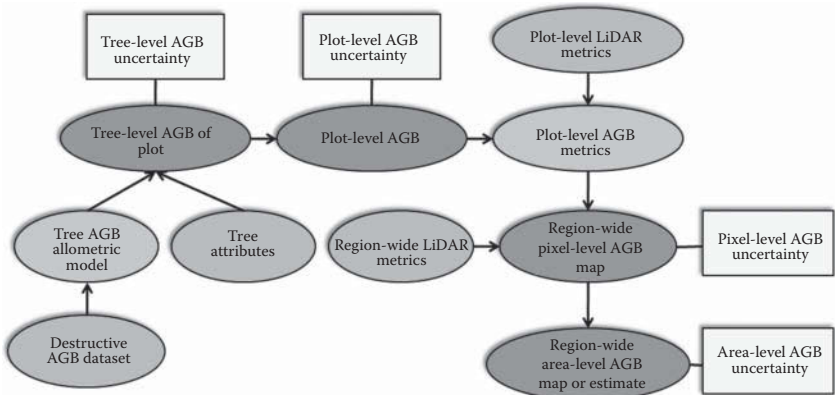 Tree-level AGB
uncertainty
Plot-level AGB
uncertainty
Plot-level LiDAR
metrics
Tree-level AGB of
plot
Plot-level AGB
Plot-level AGB
metrics
Tree AGB
allometric
model
Tree
attributes
Region-wide LiDAR
metrics
Region-wide
pixel-level AGB
map
Pixel-level AGB
uncertainty
Destructive
AGB dataset
Region-wide
area-level AGB
map or estimate
Area-level AGB
uncertainty